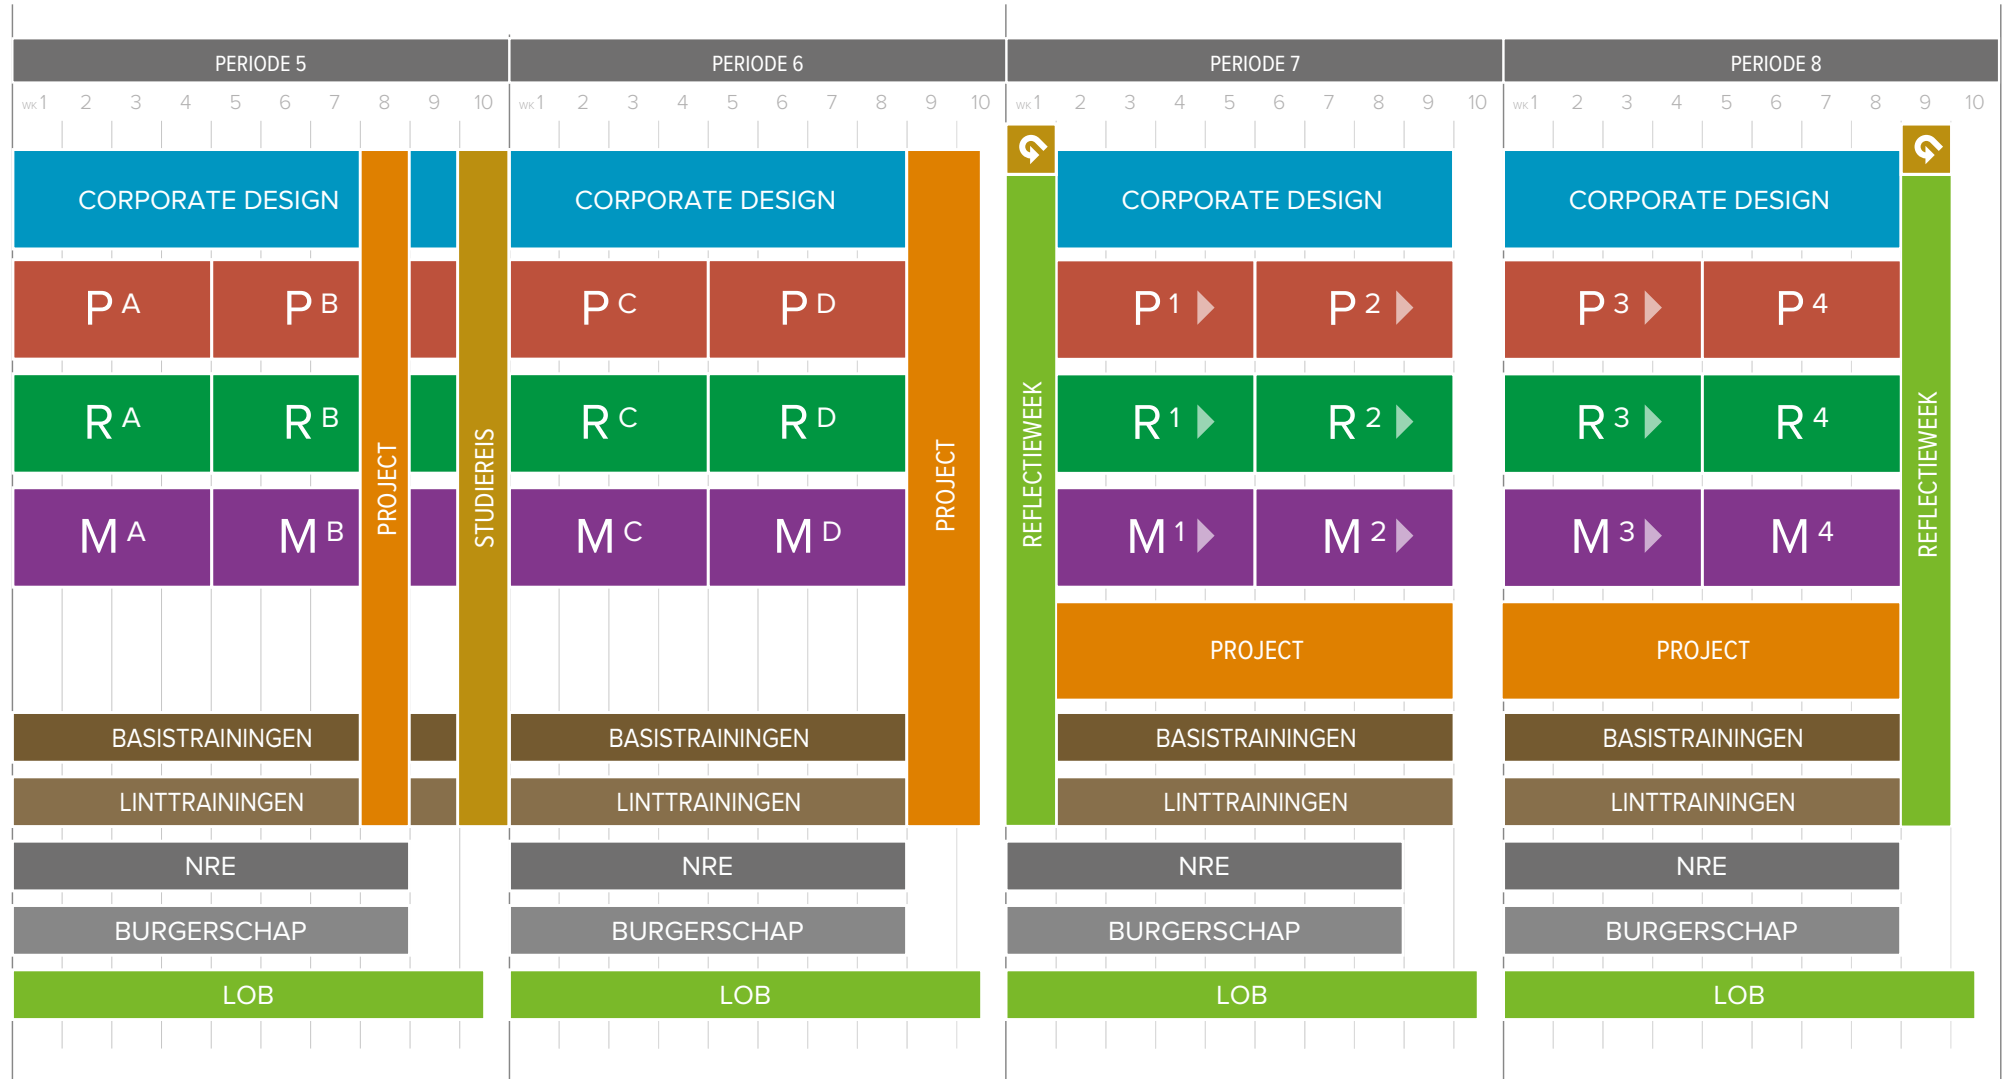 PERIODE 5 PERIODE 6 PERIODE 7 PERIODE 8
WK 1 2 3 4 5 6 7 8 9 10 WK 1 2 3 4 5 6 7 8 9 10 WK 1 2 3 4 5 6 7 8 9 10 WK 1 2 3 4 5 6 7 8 9 10
CORPORATE DESIGN CORPORATE DESIGN CORPORATE DESIGN CORPORATE DESIGN
P A P B P C P D P 1 P 2 P 3 P 4
R A R B R C R D R 1 R 2 R 3 R 4
M A M B M C M D M 1 M 2 M 3 M 4
PROJECT
STUDIEREIS
PROJECT
REFLECTIEWEEK
REFLECTIEWEEK
PROJECT PROJECT
BASISTRAININGEN BASISTRAININGEN BASISTRAININGEN BASISTRAININGEN
LINTTRAININGEN LINTTRAININGEN LINTTRAININGEN LINTTRAININGEN
NRE NRE NRE NRE
BURGERSCHAP BURGERSCHAP BURGERSCHAP BURGERSCHAP
LOB LOB LOB LOB